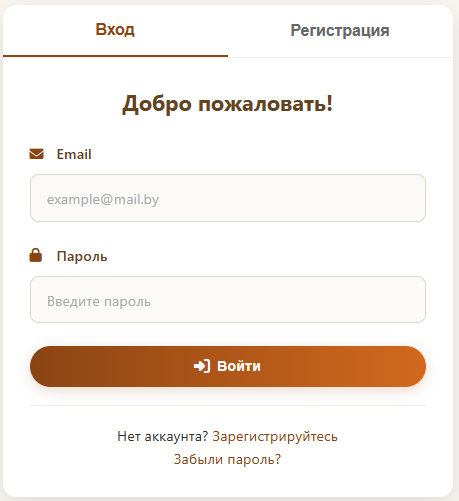 Вход
Регистрация
Добро пожаловать!
Email
example@mail.by
Пароль
Введите пароль
Войти
Нет аккаунта? Зарегистрируйтесь
Забыли пароль?